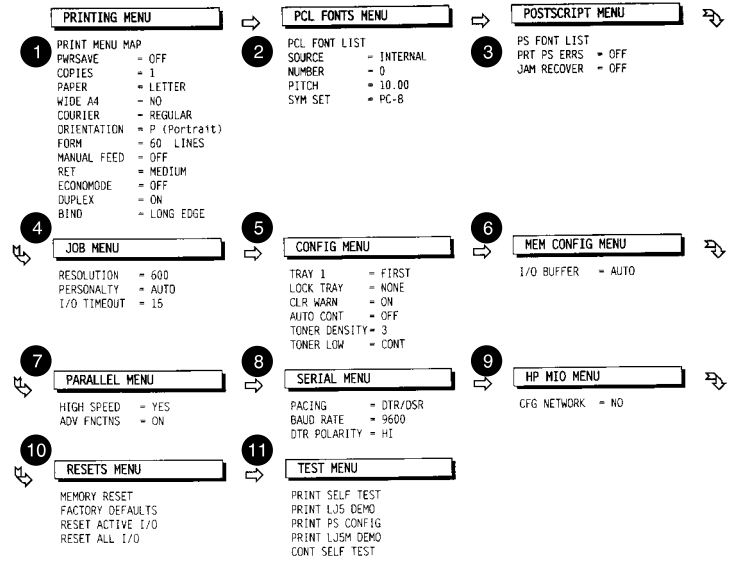 PRINTING MENU
1
PRINT MENU MAP
PWRSAVE = OFF
COPIES = 1
PAPER = LETTER
WIDE A4 = NO
COURIER = REGULAR
ORIENTATION = P (Portrait)
FORM = 60 LINES
MANUAL FEED = OFF
RET = MEDIUM
ECONOMODE = OFF
DUPLEX = ON
BIND = LONG EDGE
PCL FONTS MENU
2
PCL FONT LIST
SOURCE = INTERNAL
NUMBER = 0
PITCH = 10.00
SYM SET = PC-8
POSTSCRIPT MENU
3
PS FONT LIST
PRT PS ERRS = OFF
JAM RECOVER = OFF
4
JOB MENU
RESOLUTION = 600
PERSONALTY = AUTO
I/O TIMEOUT = 15
5
CONFIG MENU
TRAY 1 = FIRST
LOCK TRAY = NONE
CLR WARN = ON
AUTO CONT = OFF
TONER DENSITY= 3
TONER LOW = CONT
6
MEM CONFIG MENU
I/O BUFFER = AUTO
7
PARALLEL MENU
HIGH SPEED = YES
ADV FNCTNS = ON
8
SERIAL MENU
PACING = DTR/DSR
BAUD RATE = 9600
DTR POLARITY = HI
9
HP MIO MENU
CFG NETWORK = NO
10
RESETS MENU
MEMORY RESET
FACTORY DEFAULTS
RESET ACTIVE I/O
RESET ALL I/O
11
TEST MENU
PRINT SELF TEST
PRINT LJ5 DEMO
PRINT PS CONFIG
PRINT LJ5M DEMO
CONT SELF TEST